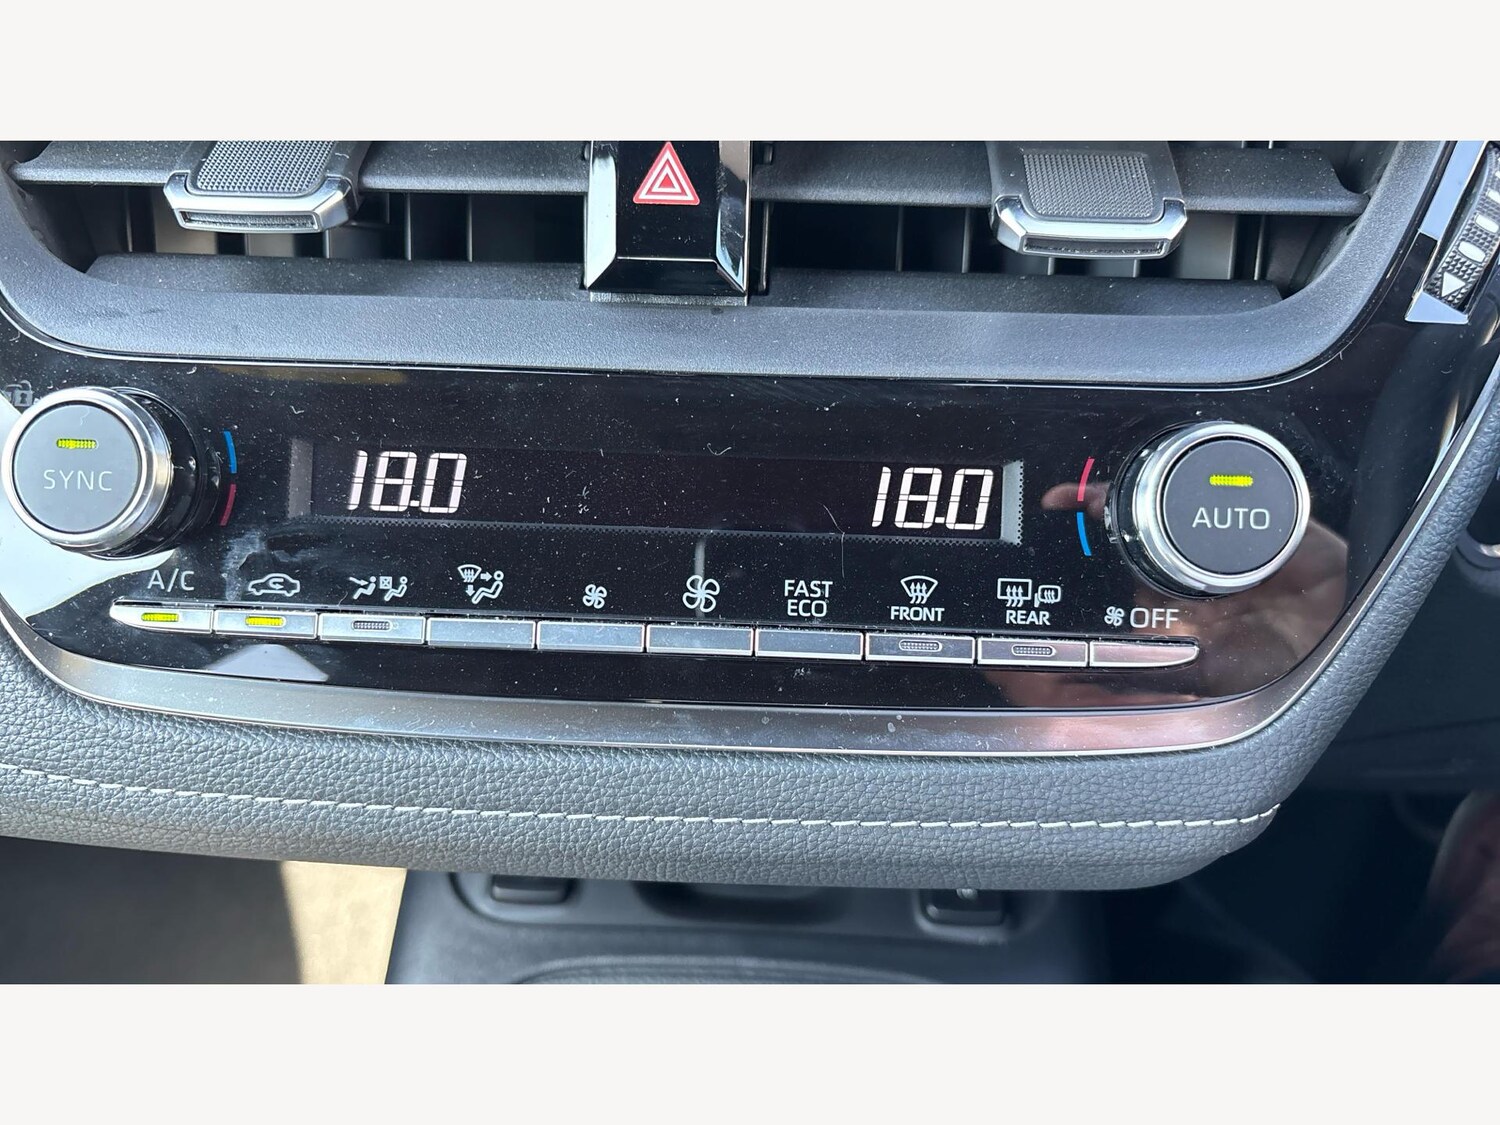 SYNC
18.0
18.0
AUTO
A/C
FAST
ECO
FRONT
REAR
OFF